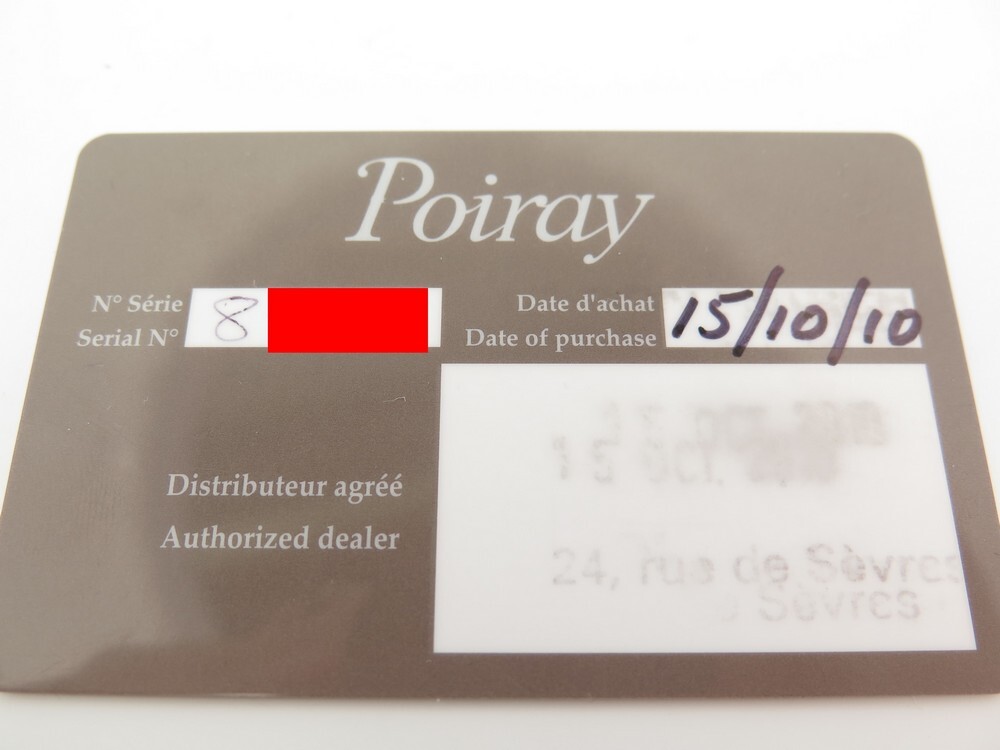 Poiray
N° Série
Serial N°
8
Date d'achat
Date of purchase
15/10/10
Distributeur agréé
Authorized dealer
OCT
24, rue de Sèvres
Sèvres